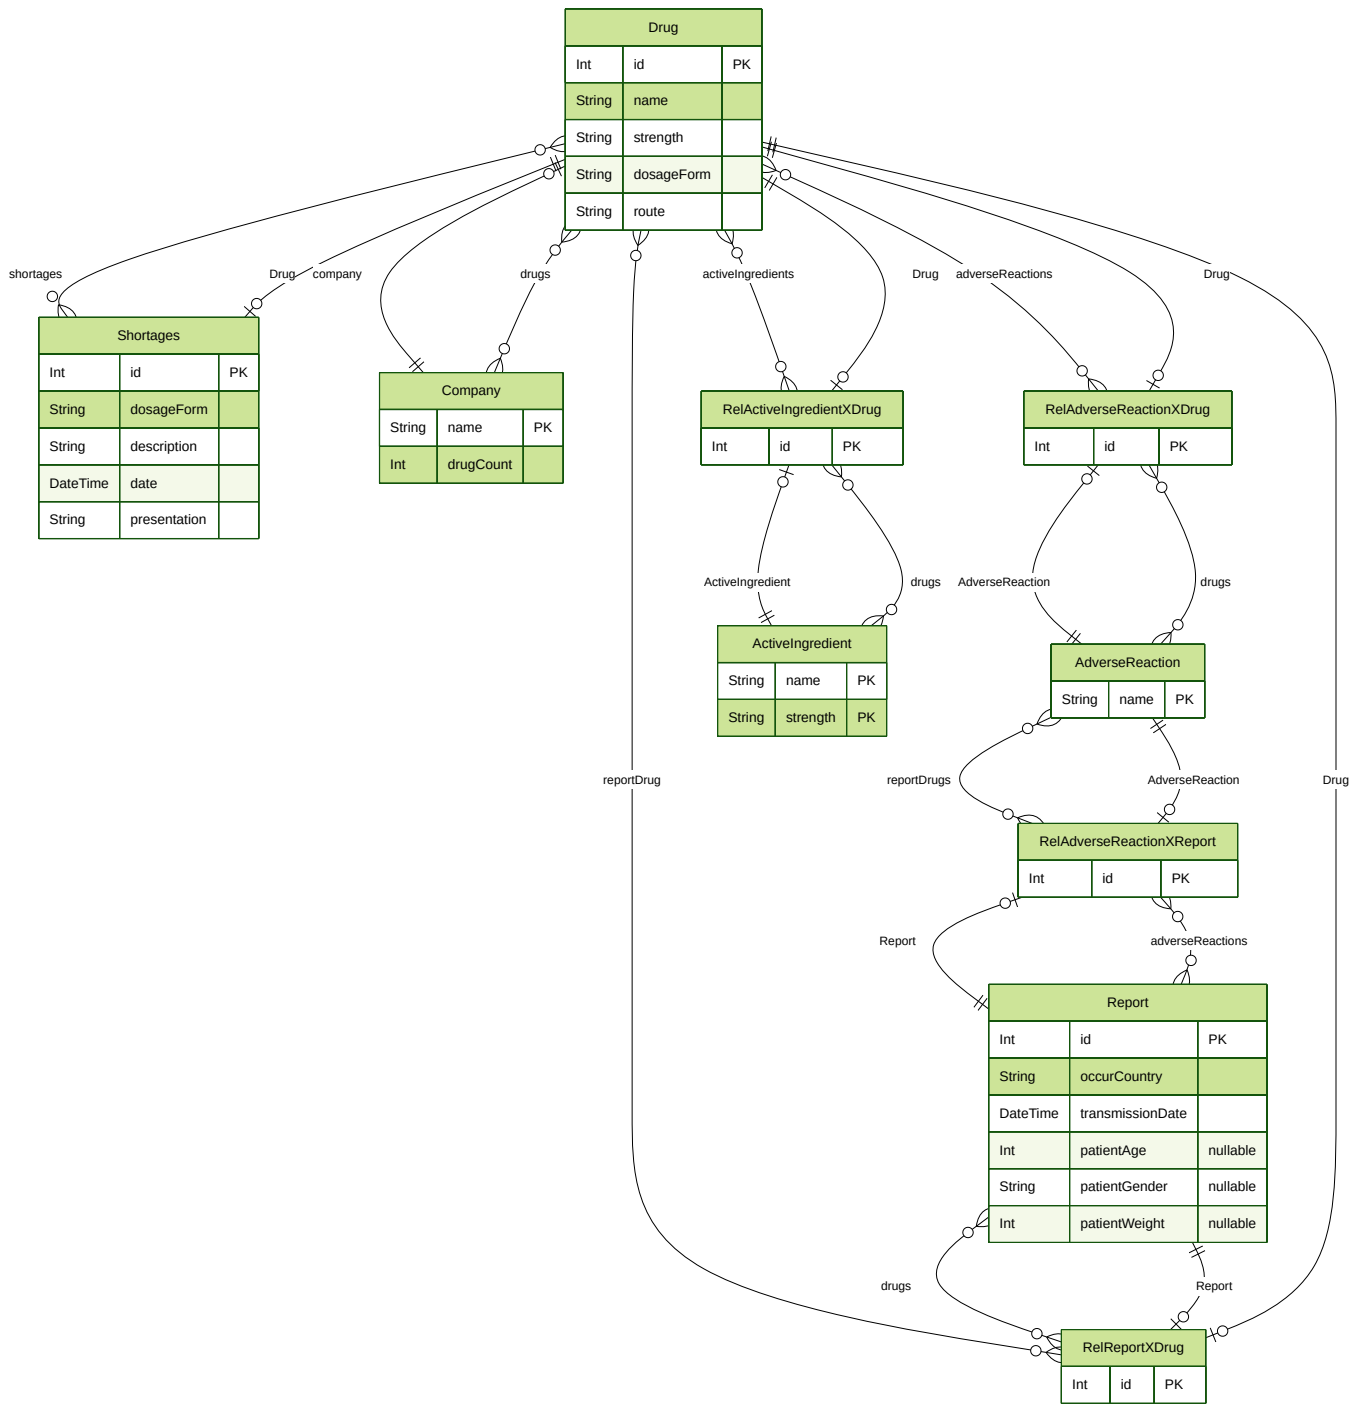 Drug
Int id PK
String name
String strength
String dosageForm
String route
shortages
Drug
company
drugs
activeIngredients
Drug
adverseReactions
Drug
Shortages
Int id PK
String dosageForm
String description
DateTime date
String presentation
Company
String name PK
Int drugCount
RelActiveIngredientXDrug
Int id PK
RelAdverseReactionXDrug
Int id PK
ActiveIngredient
drugs
AdverseReaction
drugs
ActiveIngredient
String name PK
String strength PK
AdverseReaction
String name PK
reportDrug
reportDrugs
AdverseReaction
Drug
RelAdverseReactionXReport
Int id PK
Report
adverseReactions
Report
Int id PK
String occurCountry
DateTime transmissionDate
Int patientAge nullable
String patientGender nullable
Int patientWeight nullable
drugs
Report
RelReportXDrug
Int id PK